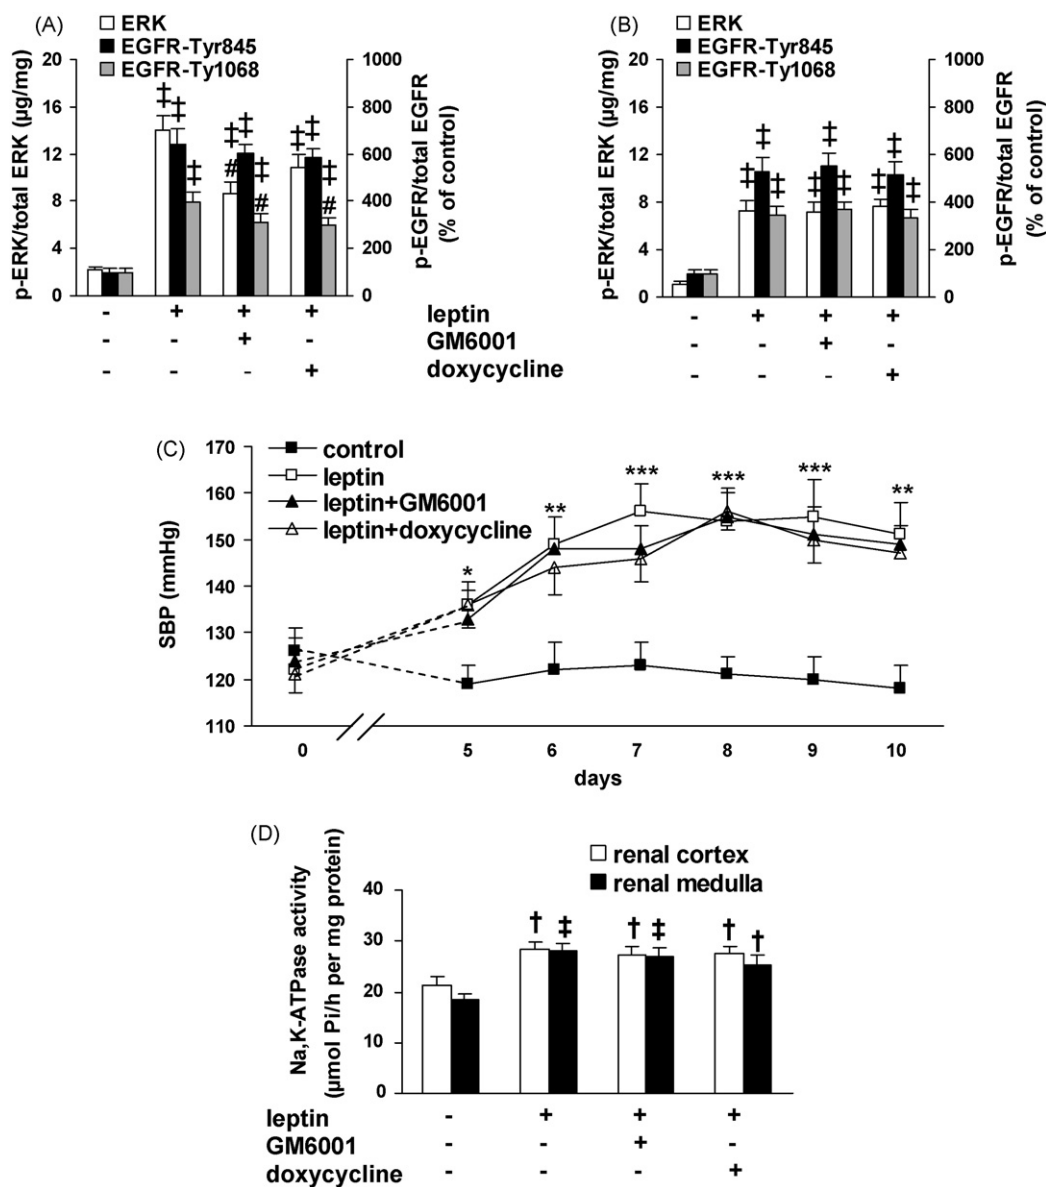 (A)
ERK
EGFR-Tyr845
EGFR-Ty1068
p-ERK/total ERK (µg/mg)
20
16
12
8
4
0
1000
800
600
400
200
0
p-EGFR/total EGFR
(% of control)
‡ ‡ ‡ ‡ # ‡ ‡ # ‡ ‡ ‡ #
(B)
ERK
EGFR-Tyr845
EGFR-Ty1068
p-ERK/total ERK (µg/mg)
20
16
12
8
4
0
1000
800
600
400
200
0
p-EGFR/total EGFR
(% of control)
‡ ‡ ‡ ‡ ‡ ‡ ‡ ‡ ‡
- + + + leptin - + + +
- - + - GM6001 - - + -
- - - + doxycycline - - - +
(C)
control
leptin
leptin+GM6001
leptin+doxycycline
SBP (mmHg)
170
160
150
140
130
120
110
* ** *** *** *** **
0 5 6 7 8 9 10
days
(D)
renal cortex
renal medulla
Na,K-ATPase activity
(µmol Pi/h per mg protein)
40
30
20
10
0
† ‡ † ‡ † †
leptin - + + +
GM6001 - - + -
doxycycline - - - +